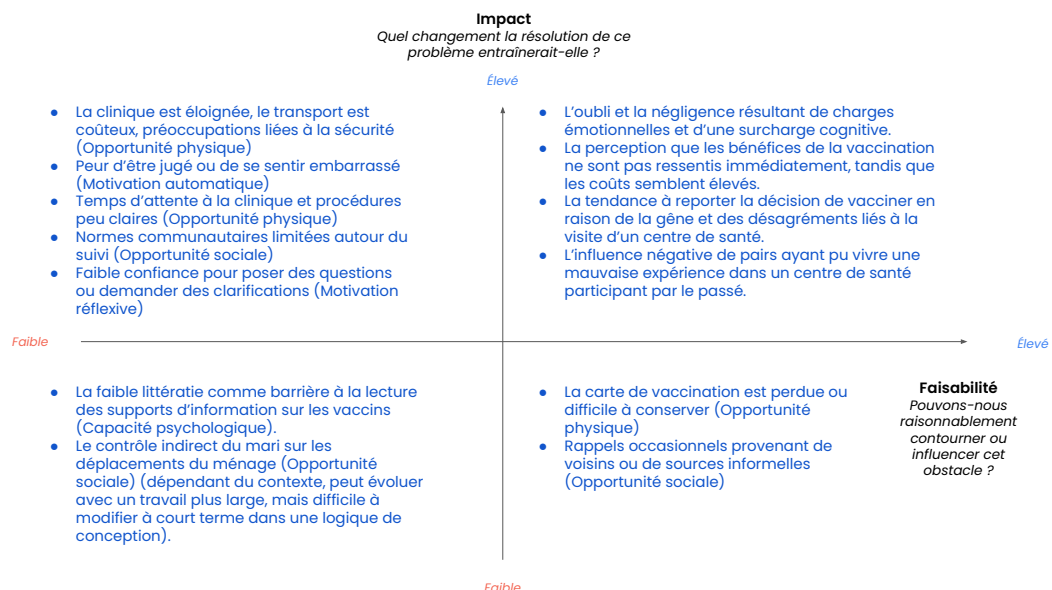 Impact
Quel changement la résolution de ce
problème entraînerait-elle ?
Élevé
● La clinique est éloignée, le transport est
coûteux, préoccupations liées à la sécurité
(Opportunité physique)
● Peur d’être jugé ou de se sentir embarrassé
(Motivation automatique)
● Temps d’attente à la clinique et procédures
peu claires (Opportunité physique)
● Normes communautaires limitées autour du
suivi (Opportunité sociale)
● Faible confiance pour poser des questions
ou demander des clarifications (Motivation
réflexive)
● L’oubli et la négligence résultant de charges
émotionnelles et d’une surcharge cognitive.
● La perception que les bénéfices de la vaccination
ne sont pas ressentis immédiatement, tandis que
les coûts semblent élevés.
● La tendance à reporter la décision de vacciner en
raison de la gêne et des désagréments liés à la
visite d’un centre de santé.
● L’influence négative de pairs ayant pu vivre une
mauvaise expérience dans un centre de santé
participant par le passé.
Faible
Élevé
● La faible littératie comme barrière à la lecture
des supports d’information sur les vaccins
(Capacité psychologique).
● Le contrôle indirect du mari sur les
déplacements du ménage (Opportunité
sociale) (dépendant du contexte, peut évoluer
avec un travail plus large, mais difficile à
modifier à court terme dans une logique de
conception).
● La carte de vaccination est perdue ou
difficile à conserver (Opportunité
physique)
● Rappels occasionnels provenant de
voisins ou de sources informelles
(Opportunité sociale)
Faisabilité
Pouvons-nous
raisonnablement
contourner ou
influencer cet
obstacle ?
Faible